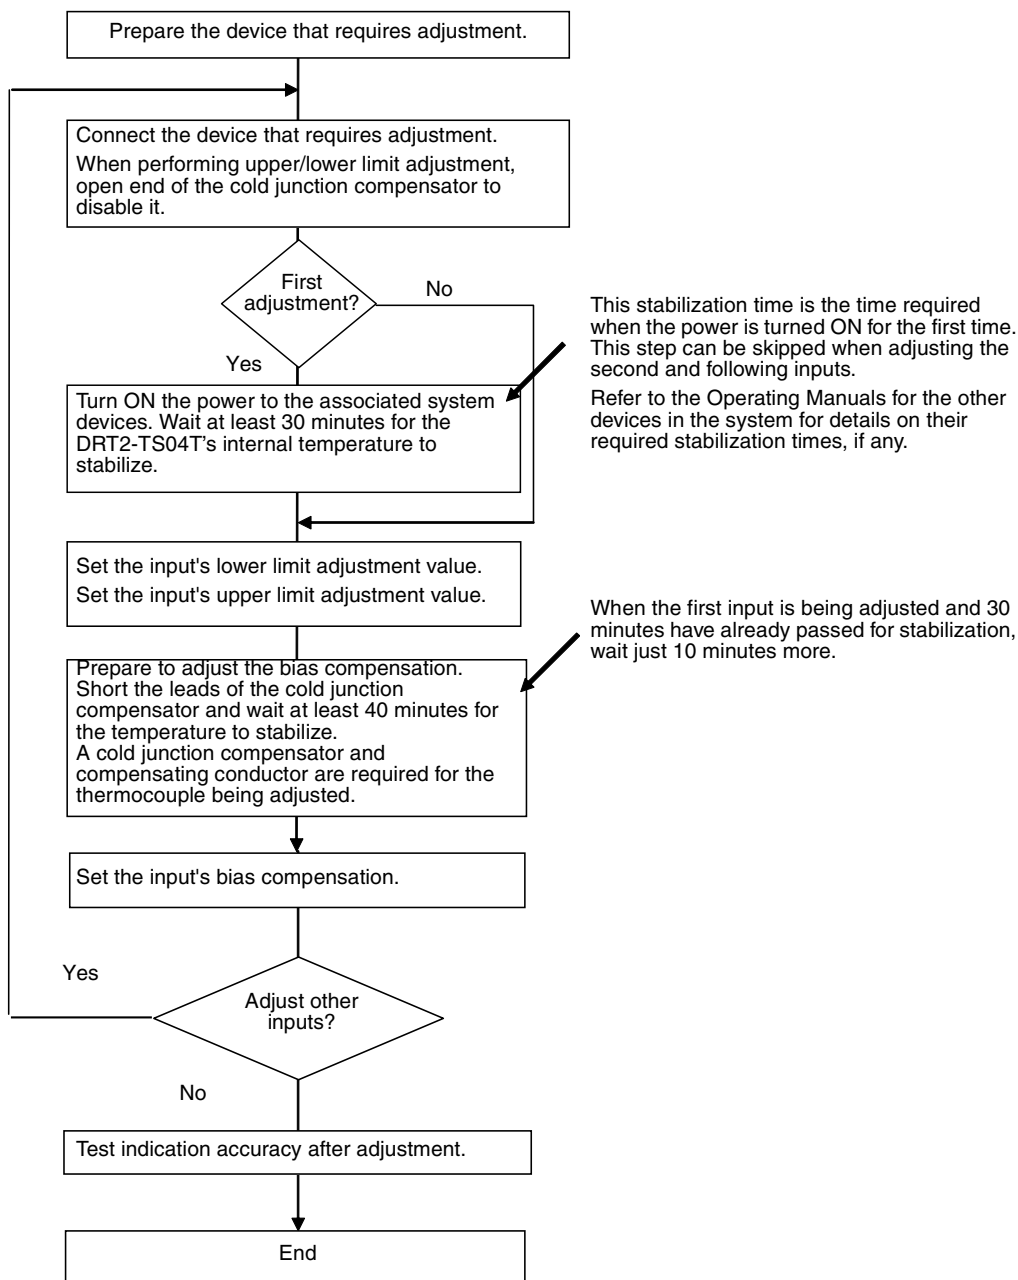 Prepare the device that requires adjustment.
Connect the device that requires adjustment.
When performing upper/lower limit adjustment,
open end of the cold junction compensator to
disable it.
First
adjustment?
No
Yes
This stabilization time is the time required
when the power is turned ON for the first time.
This step can be skipped when adjusting the
second and following inputs.
Refer to the Operating Manuals for the other
devices in the system for details on their
required stabilization times, if any.
Turn ON the power to the associated system
devices. Wait at least 30 minutes for the
DRT2-TS04T's internal temperature to
stabilize.
Set the input's lower limit adjustment value.
Set the input's upper limit adjustment value.
When the first input is being adjusted and 30
minutes have already passed for stabilization,
wait just 10 minutes more.
Prepare to adjust the bias compensation.
Short the leads of the cold junction
compensator and wait at least 40 minutes for
the temperature to stabilize.
A cold junction compensator and
compensating conductor are required for the
thermocouple being adjusted.
Set the input's bias compensation.
Yes
Adjust other
inputs?
No
Test indication accuracy after adjustment.
End